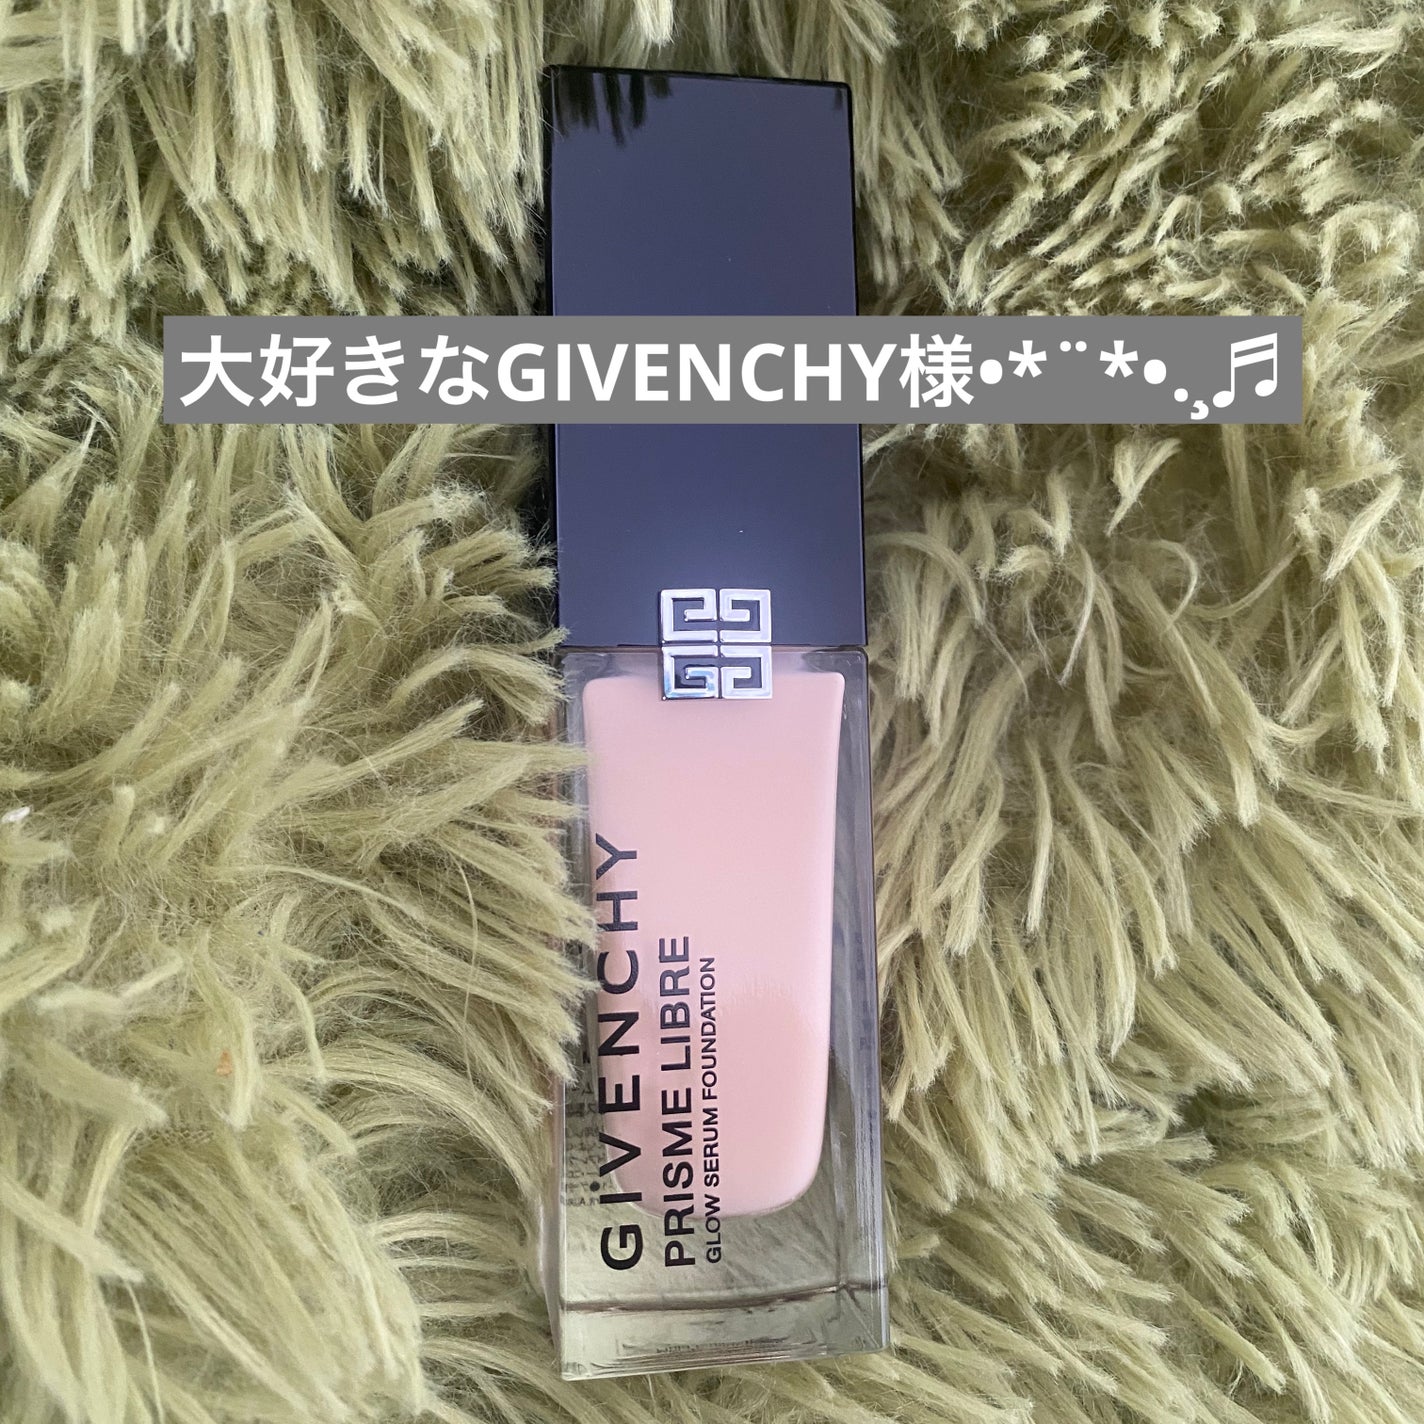 大好きなGIVENCHY様•*¨*•.¸♬
GIVENCHY
PRISME LIBRE
GLOW SERUM FOUNDATION